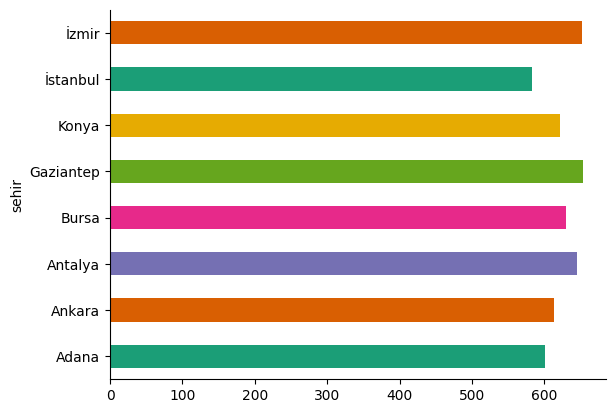 İzmir
İstanbul
Konya
Gaziantep
Bursa
Antalya
Ankara
Adana
sehir
0 100 200 300 400 500 600